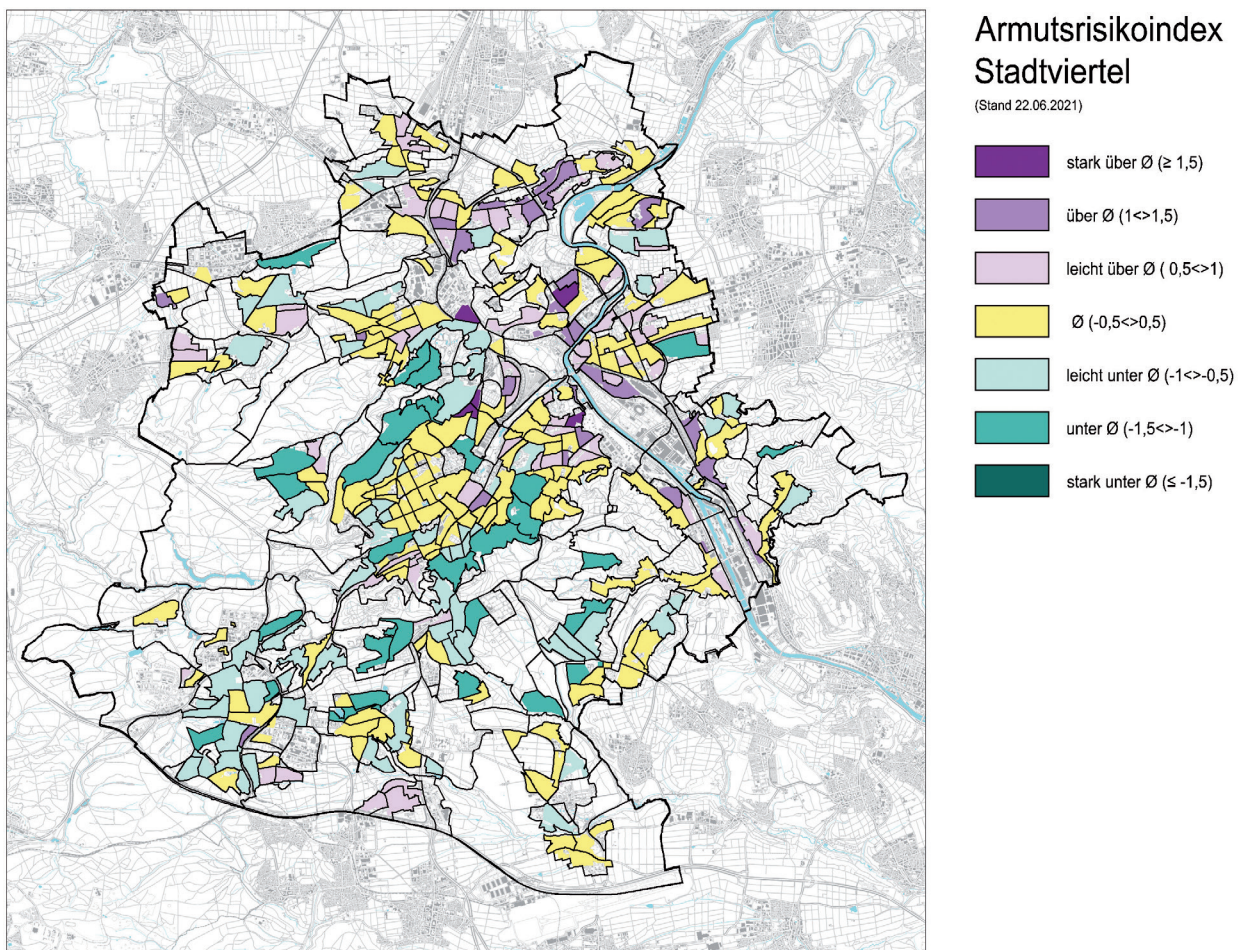 Armutsrisikoindex
Stadtviertel
(Stand 22.06.2021)
stark über Ø (≥ 1,5)
über Ø (1<>1,5)
leicht über Ø ( 0,5<>1)
Ø (-0,5<>0,5)
leicht unter Ø (-1<>-0,5)
unter Ø (-1,5<>-1)
stark unter Ø (≤ -1,5)